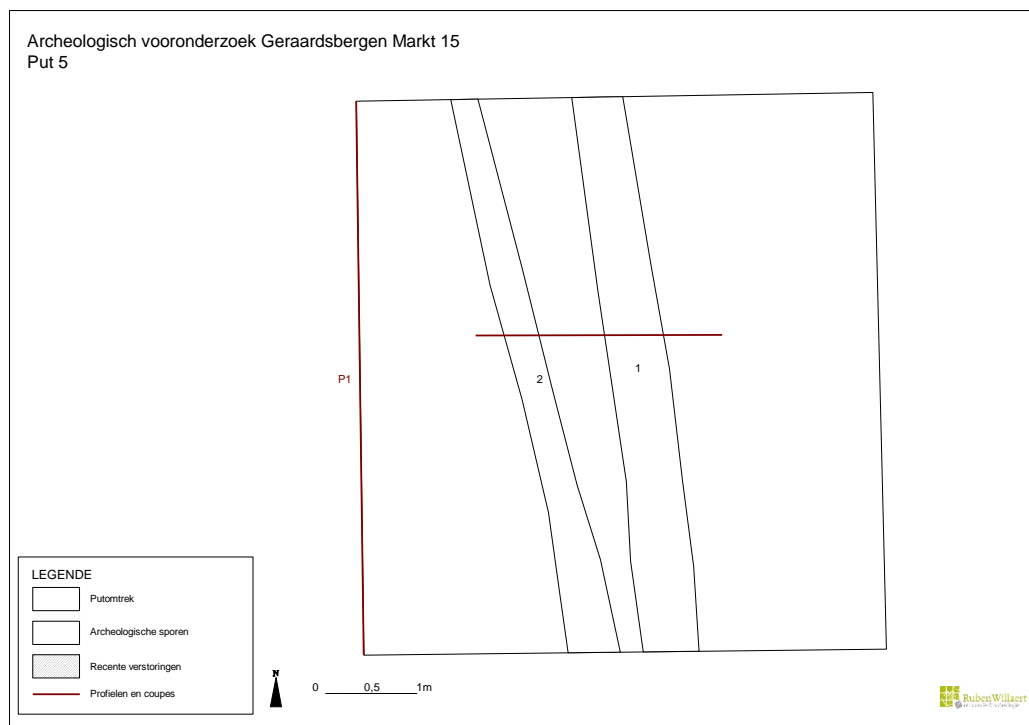 Archeologisch vooronderzoek Geraardsbergen Markt 15
Put 5
P1
2
1
LEGENDE
Putomtrek
Archeologische sporen
Recente verstoringen
Profielen en coupes
N
0 0,5 1m
RubenWillaert